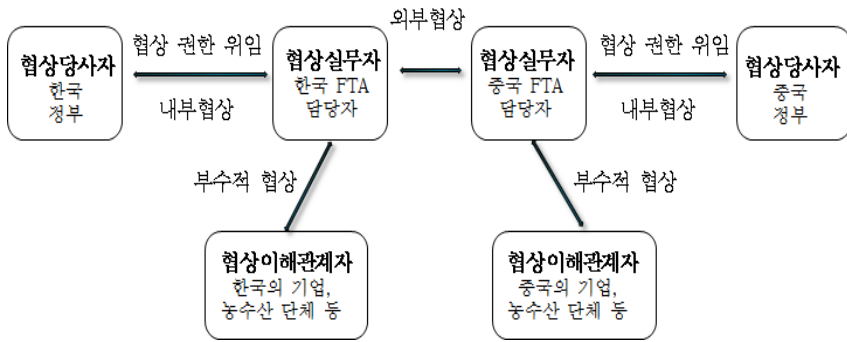 외부협상
협상 권한 위임
협상 권한 위임
협상당사자
한국
정부
협상실무자
한국 FTA
담당자
협상실무자
중국 FTA
담당자
협상당사자
중국
정부
내부협상
내부협상
부수적 협상
부수적 협상
협상이해관계자
한국의 기업,
농수산 단체 등
협상이해관계자
중국의 기업,
농수산 단체 등